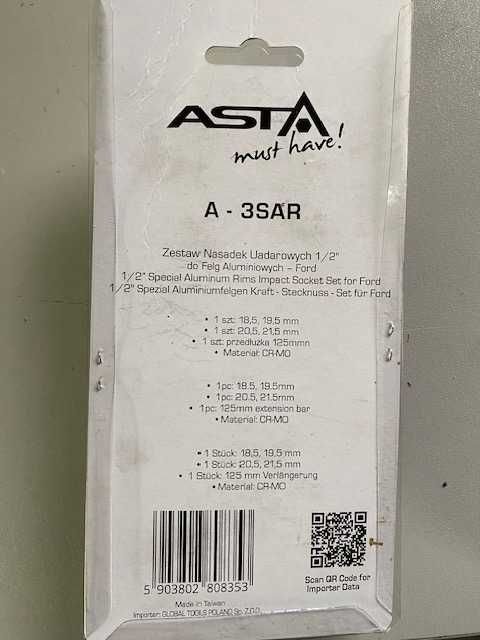 ASTA
must have!
A - 3SAR
Zestaw Nasadek Uadarowych 1/2"
do Felg Aluminiowych – Ford
1/2" Special Aluminum Rims Impact Socket Set for Ford
1/2" Spezial Aluminiumfelgen Kraft - Stecknuss - Set für Ford
• 1 szt: 18,5, 19,5 mm
• 1 szt: 20,5, 21,5 mm
• 1 szt: przedłużka 125mmn
• Materiał: CR-MO
• 1pc: 18.5, 19.5mm
• 1pc: 20.5, 21.5mm
• 1pc: 125mm extension bar
• Material: CR-MO
• 1 Stück: 18,5, 19,5 mm
• 1 Stück: 20,5, 21,5 mm
• 1 Stück: 125 mm Verlängerung
• Material: CR-MO
5 903802 808353
Made in Taiwan
Importer: GLOBAL TOOLS POLAND Sp. Z.O.O.
Scan QR Code for
Importer Data